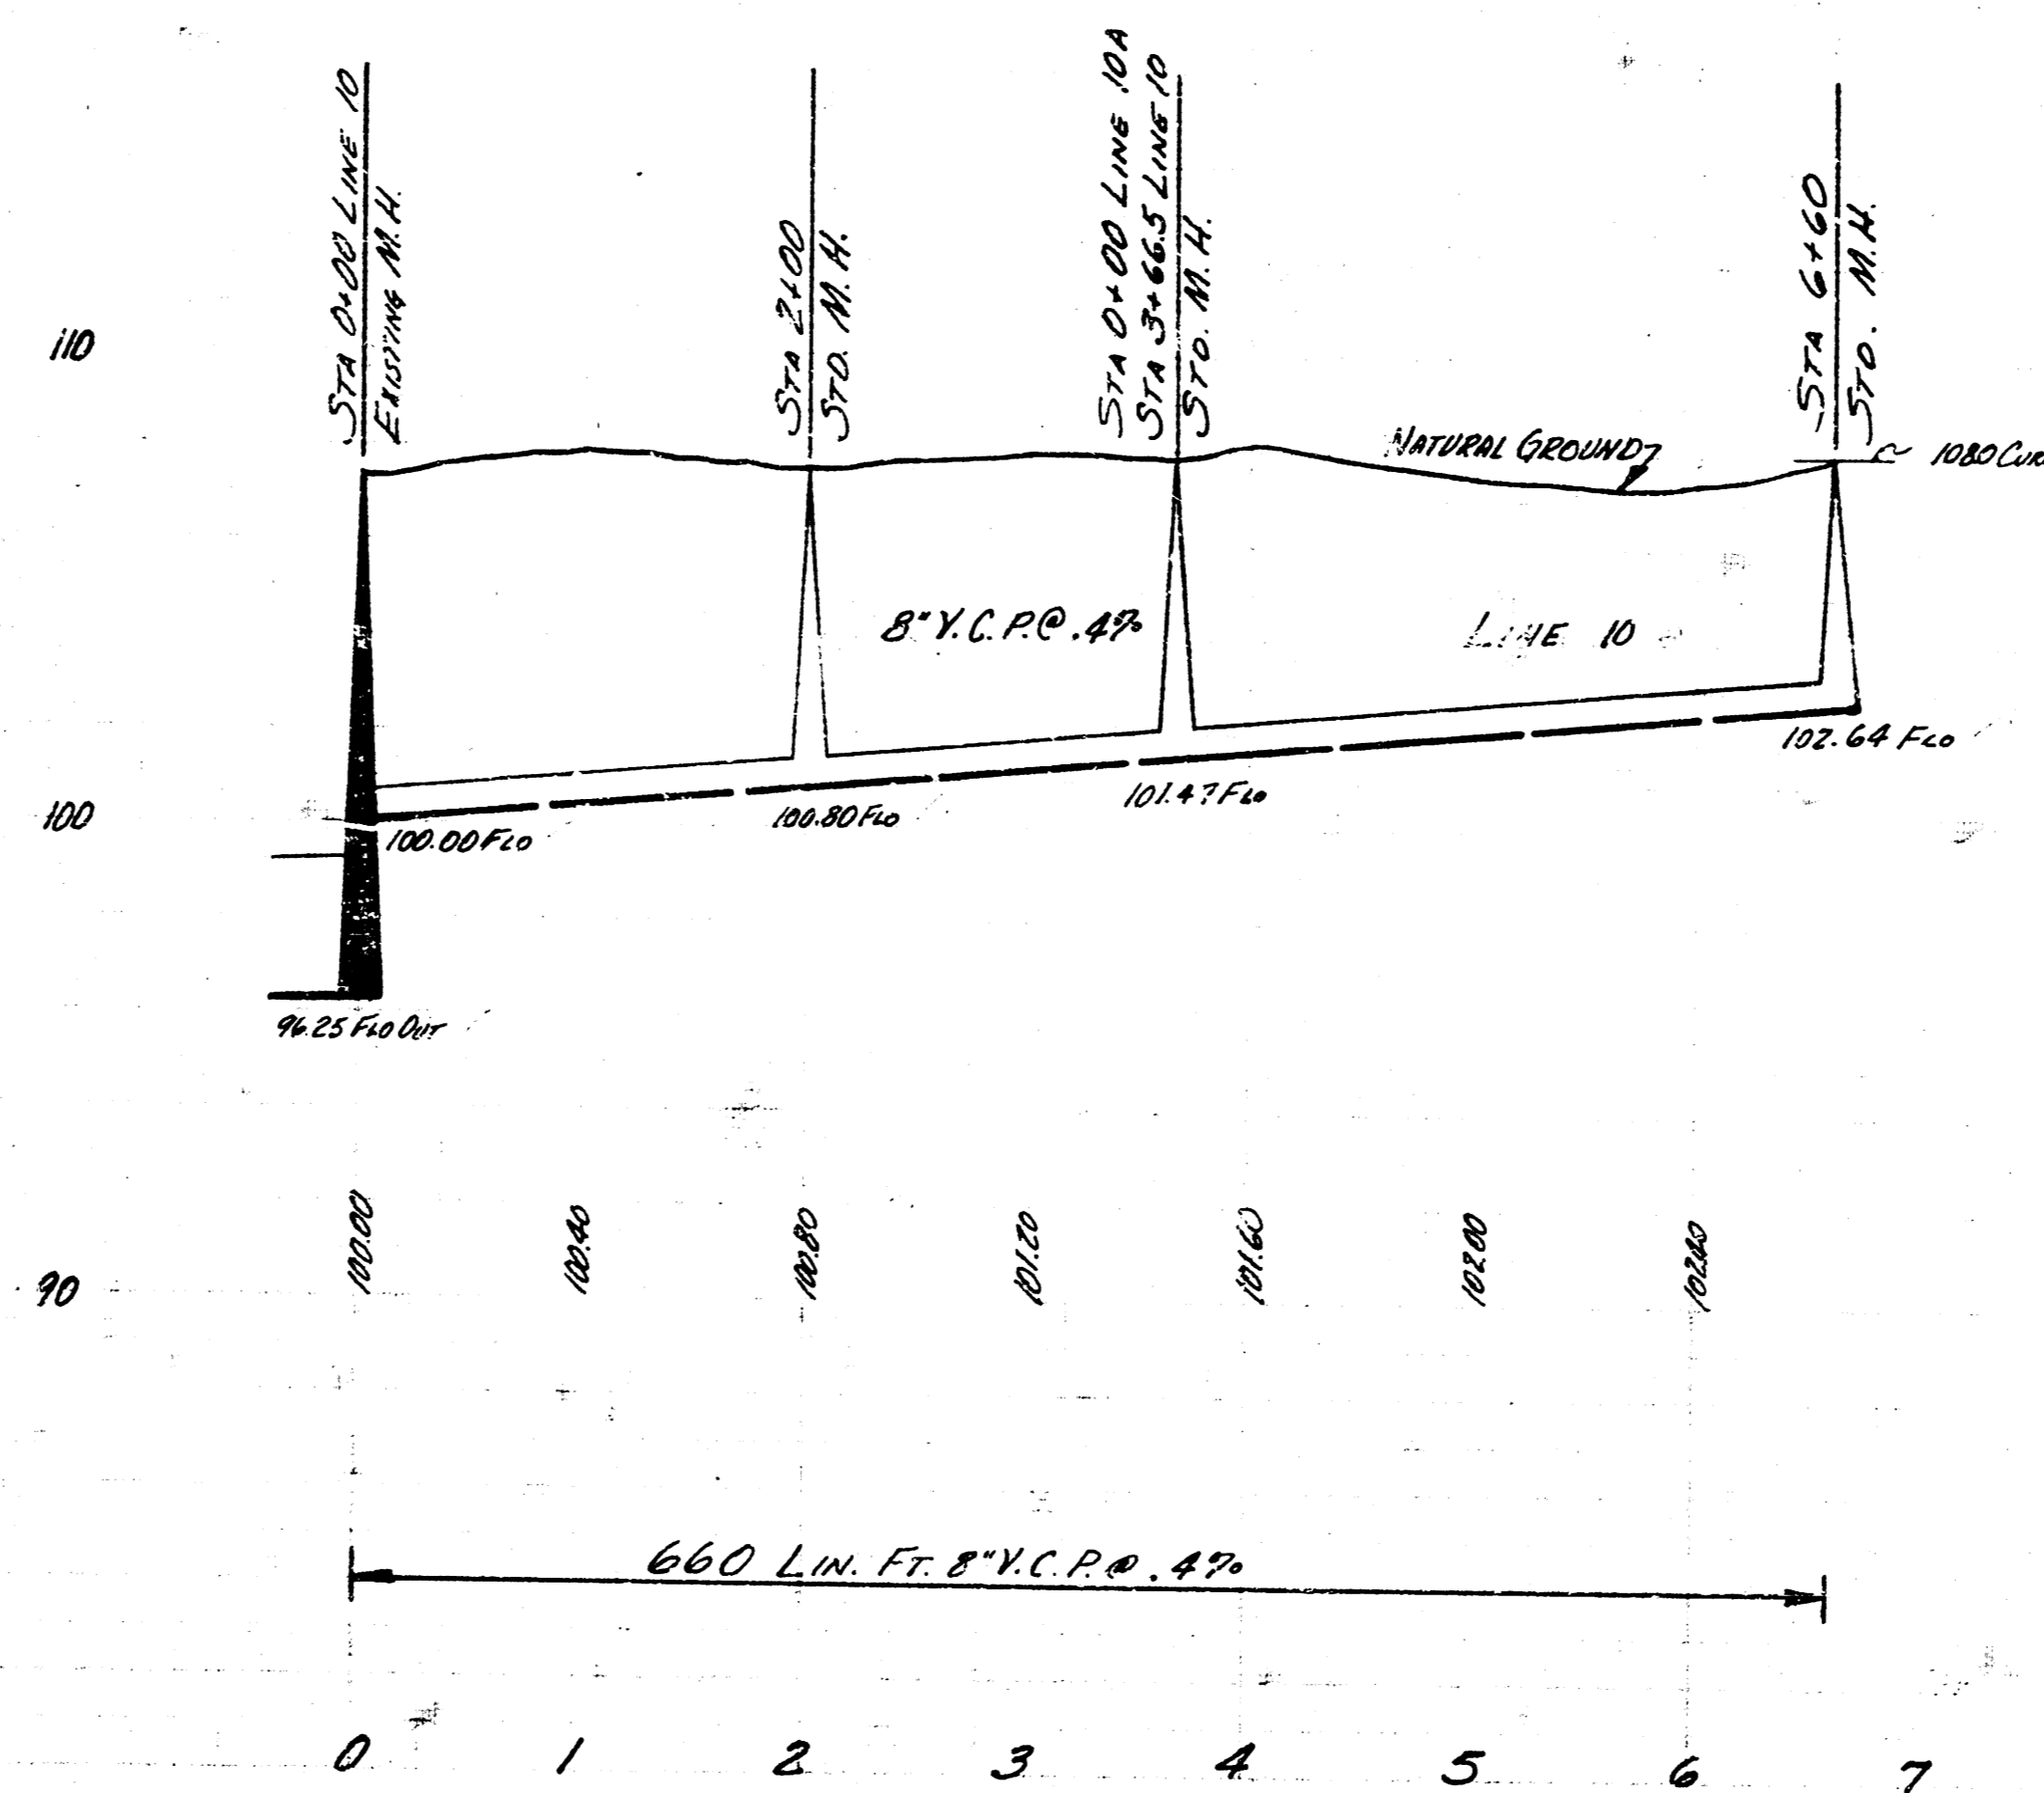 STA 0+00 LINE 10
EXISTING M.H.
STA 2+00
STD. M.H.
STA 0+00 LINE 10A
STA 3+66.5 LINE 10
STD. M.H.
STA 6+60
STD. M.H.
110
NATURAL GROUND
1080
8" V.C.P. @ .4%
LINE 10
102.64 FLO
101.47 FLO
100.80 FLO
100
100.00 FLO
96.25 FLO OUT
90
100.00
100.40
100.80
101.20
101.60
102.00
102.40
660 LIN. FT. 8" V.C.P. @ .4%
0 1 2 3 4 5 6 7